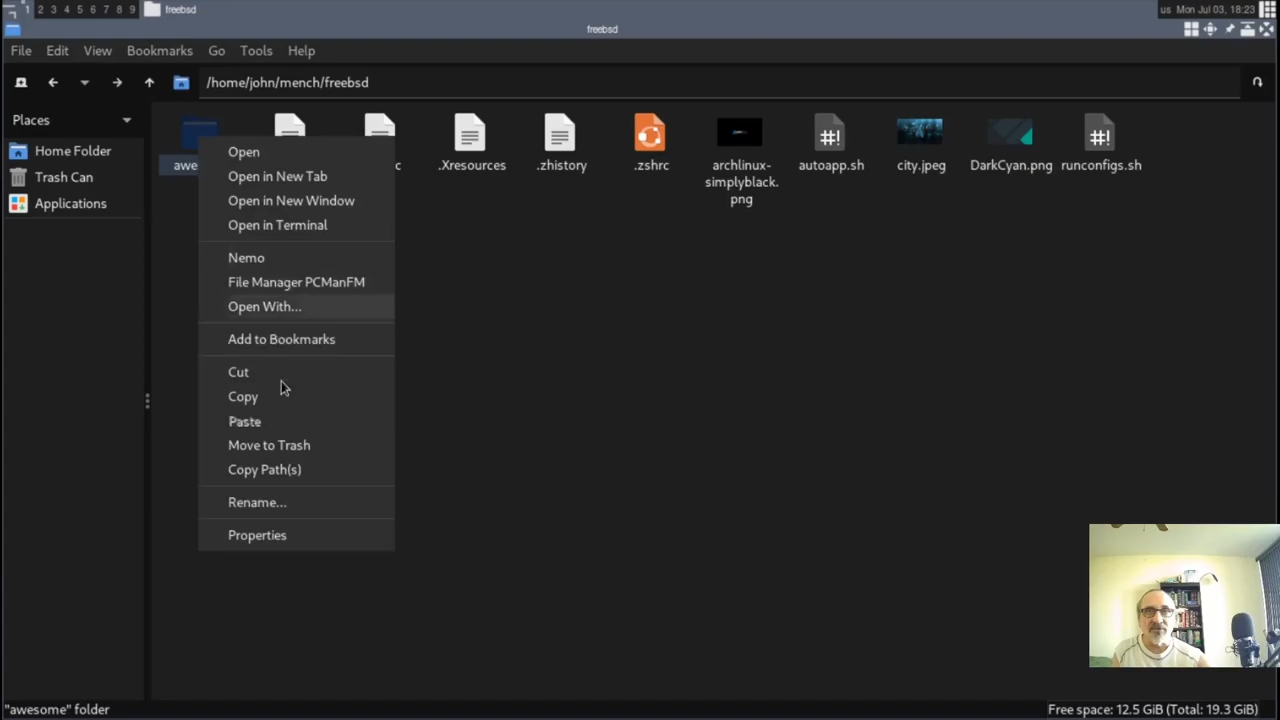 1 2 3 4 5 6 7 8 9 freebsd us Mon Jul 03, 18:23
freebsd
File Edit View Bookmarks Go Tools Help
/home/john/mench/freebsd
Places
Home Folder
Trash Can
Applications
awe
c
.Xresources
.zhistory
.zshrc
archlinux-
simplyblack.
png
autoapp.sh
city.jpeg
DarkCyan.png
runconfigs.sh
Open
Open in New Tab
Open in New Window
Open in Terminal
Nemo
File Manager PCManFM
Open With...
Add to Bookmarks
Cut
Copy
Paste
Move to Trash
Copy Path(s)
Rename...
Properties
"awesome" folder
Free space: 12.5 GiB (Total: 19.3 GiB)